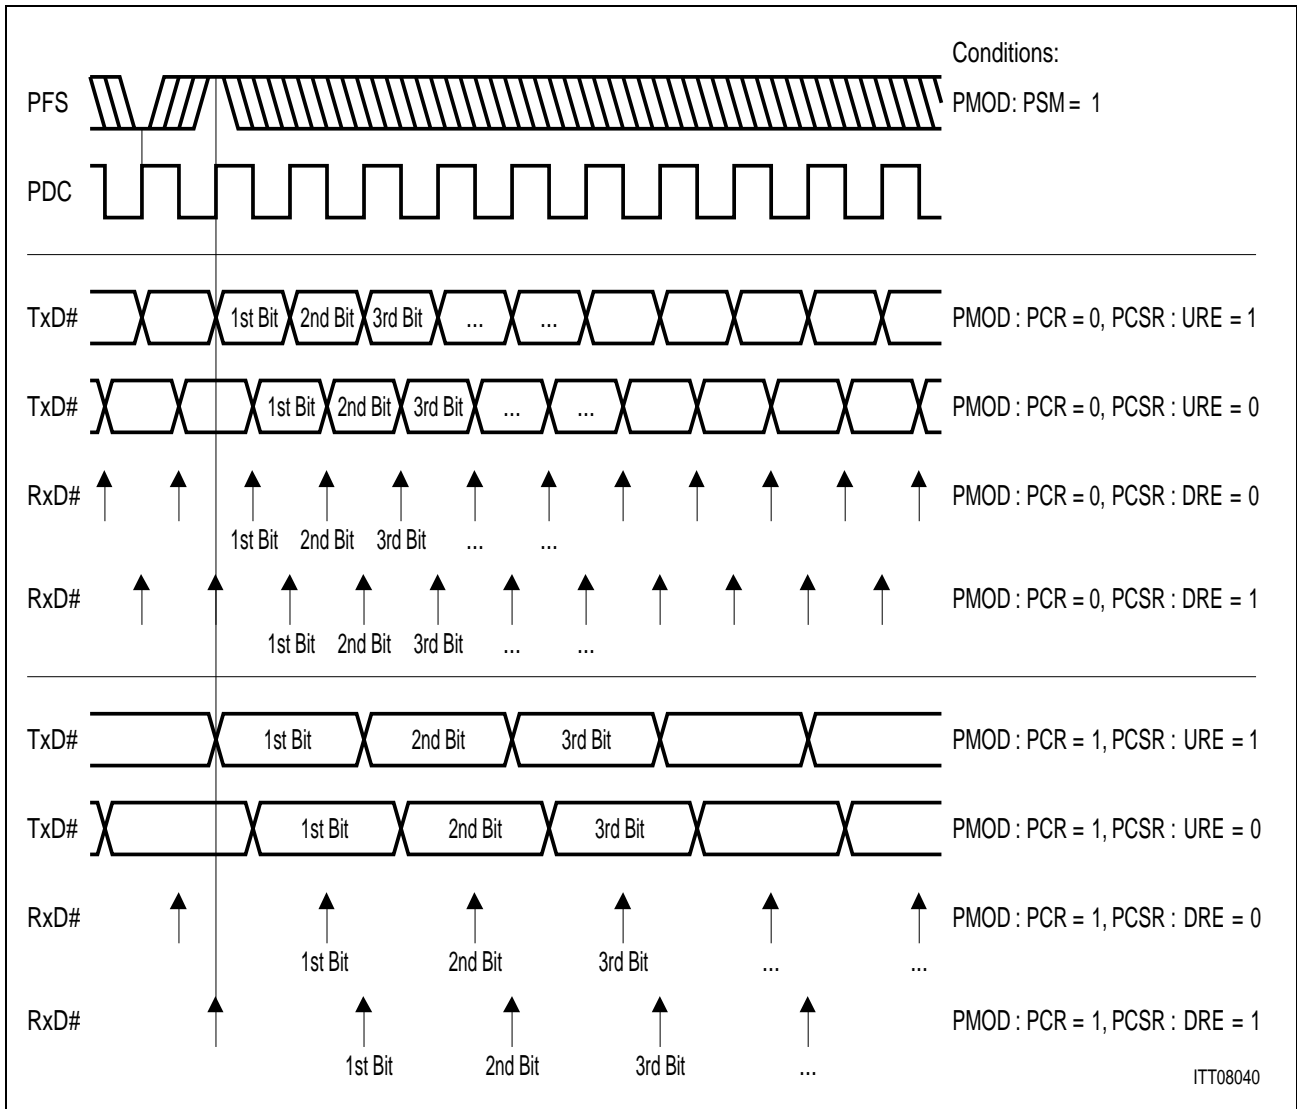 Conditions:
PFS
PMOD: PSM = 1
PDC
TxD# 1st Bit 2nd Bit 3rd Bit ... ... PMOD : PCR = 0, PCSR : URE = 1
TxD# 1st Bit 2nd Bit 3rd Bit ... ... PMOD : PCR = 0, PCSR : URE = 0
RxD# PMOD : PCR = 0, PCSR : DRE = 0
1st Bit 2nd Bit 3rd Bit ... ...
RxD# PMOD : PCR = 0, PCSR : DRE = 1
1st Bit 2nd Bit 3rd Bit ... ...
TxD# 1st Bit 2nd Bit 3rd Bit PMOD : PCR = 1, PCSR : URE = 1
TxD# 1st Bit 2nd Bit 3rd Bit PMOD : PCR = 1, PCSR : URE = 0
RxD# PMOD : PCR = 1, PCSR : DRE = 0
1st Bit 2nd Bit 3rd Bit ... ...
RxD# PMOD : PCR = 1, PCSR : DRE = 1
1st Bit 2nd Bit 3rd Bit ...
ITT08040